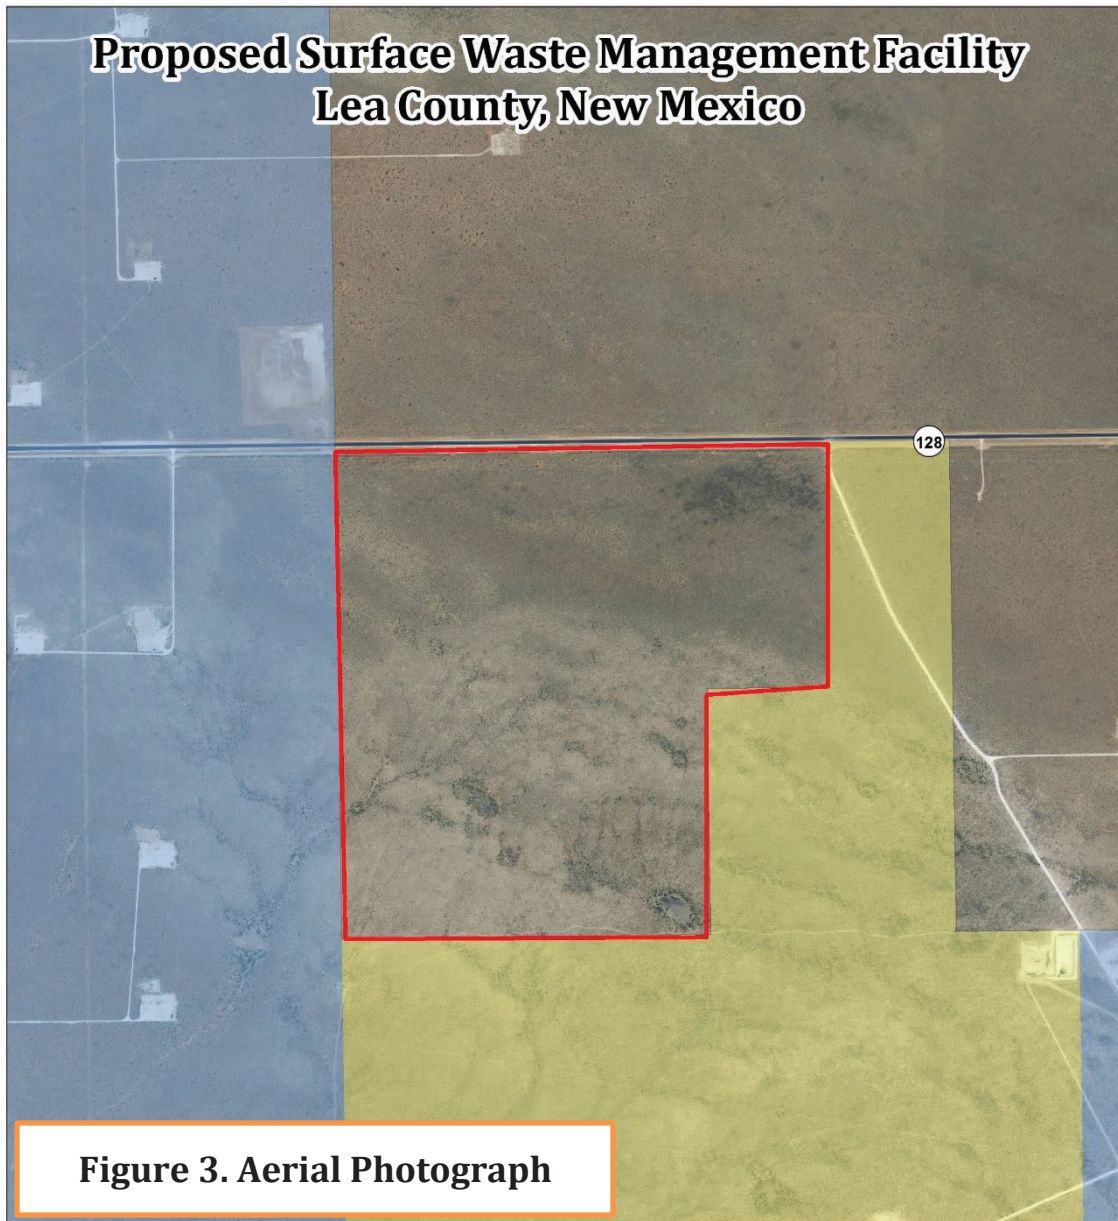 Proposed Surface Waste Management Facility
Lea County, New Mexico
128
Figure 3. Aerial Photograph